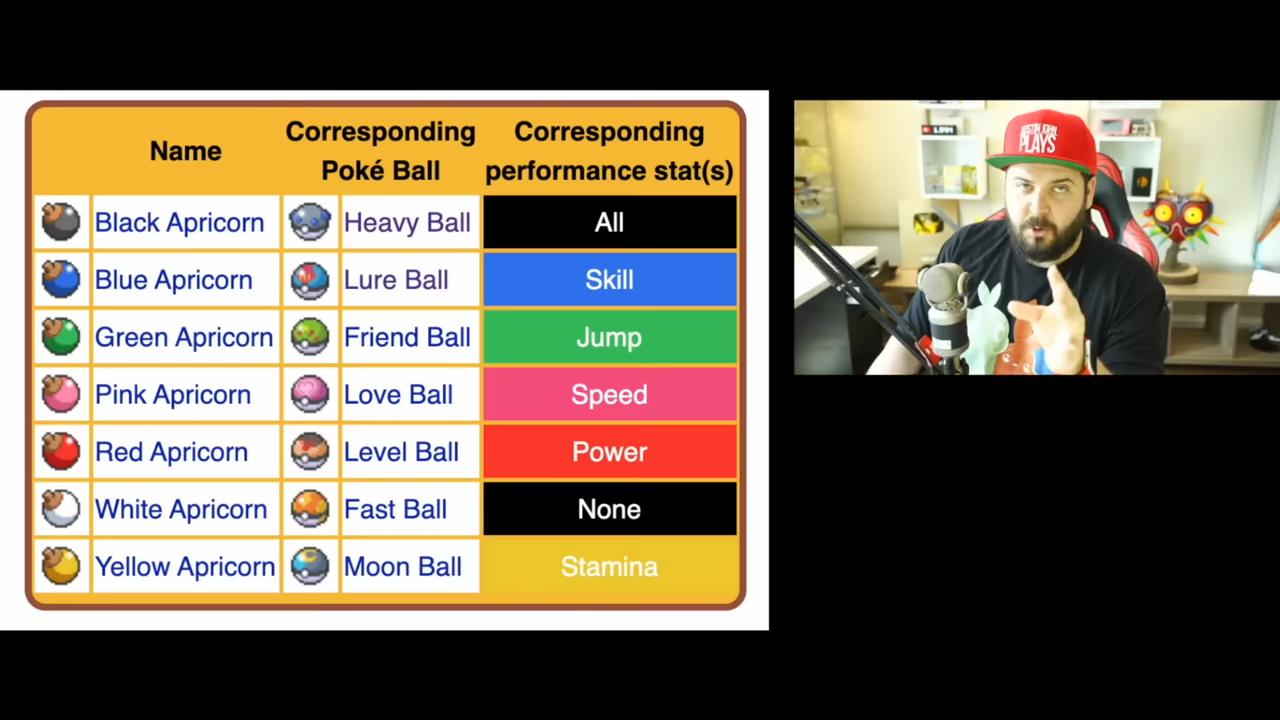 Name
Corresponding
Poké Ball
Corresponding
performance stat(s)
Black Apricorn Heavy Ball All
Blue Apricorn Lure Ball Skill
Green Apricorn Friend Ball Jump
Pink Apricorn Love Ball Speed
Red Apricorn Level Ball Power
White Apricorn Fast Ball None
Yellow Apricorn Moon Ball Stamina
AUSTIN JOHN
PLAYS